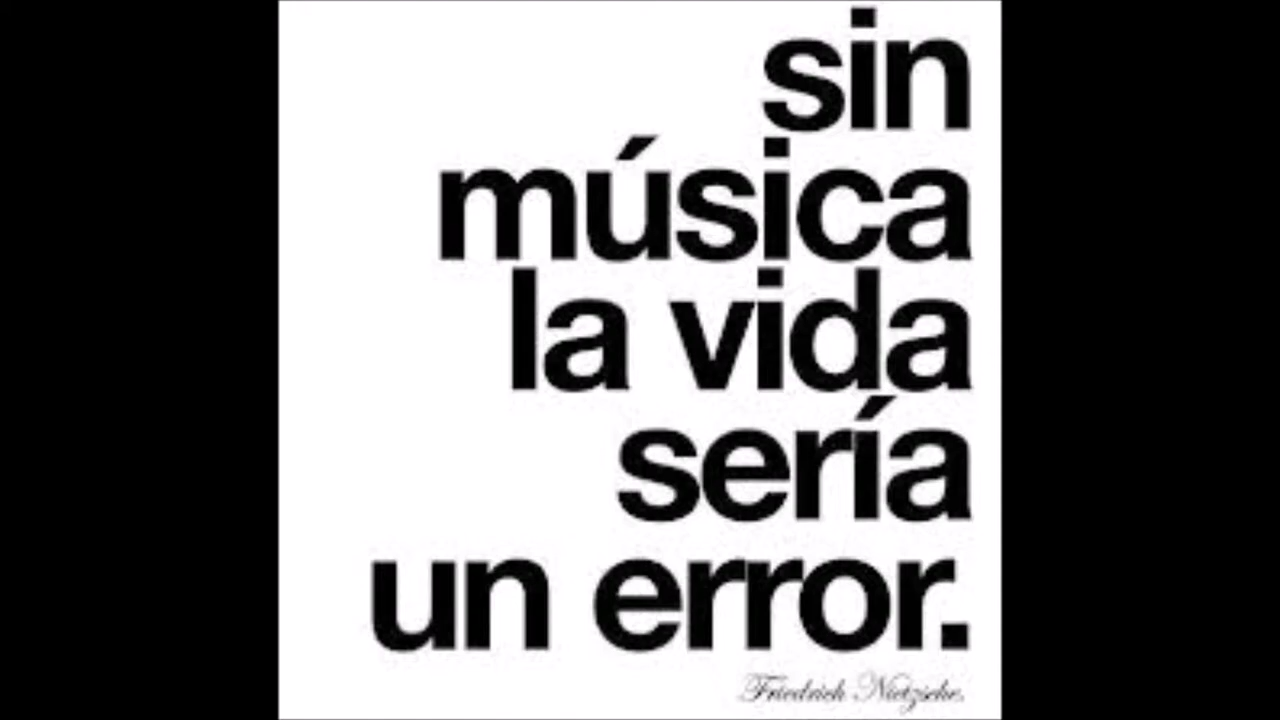 sin
música
la vida
sería
un error.
Friedrich Nietzsche.